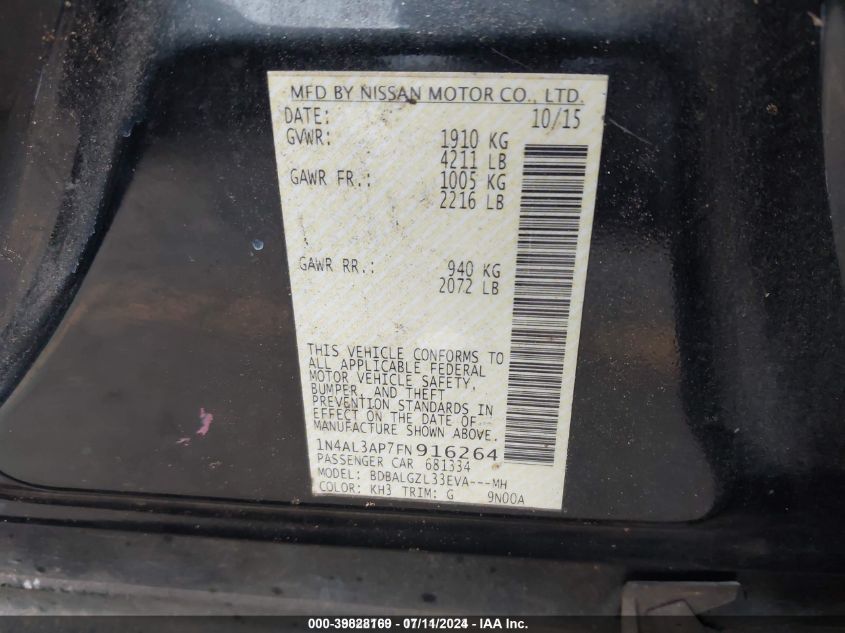 MFD BY NISSAN MOTOR CO., LTD.
DATE: 10/15
GVWR: 1910 KG
4211 LB
GAWR FR.: 1005 KG
2216 LB
GAWR RR.: 940 KG
2072 LB
THIS VEHICLE CONFORMS TO
ALL APPLICABLE FEDERAL
MOTOR VEHICLE SAFETY,
BUMPER, AND THEFT
PREVENTION STANDARDS IN
EFFECT ON THE DATE OF
MANUFACTURE SHOWN ABOVE.
1N4AL3AP7FN916264
PASSENGER CAR 681334
MODEL: BDBALGZL33EVA---MH
COLOR: KH3 TRIM: G 9N00A
000-39828169 | 07/14/2024 | IAA Inc.